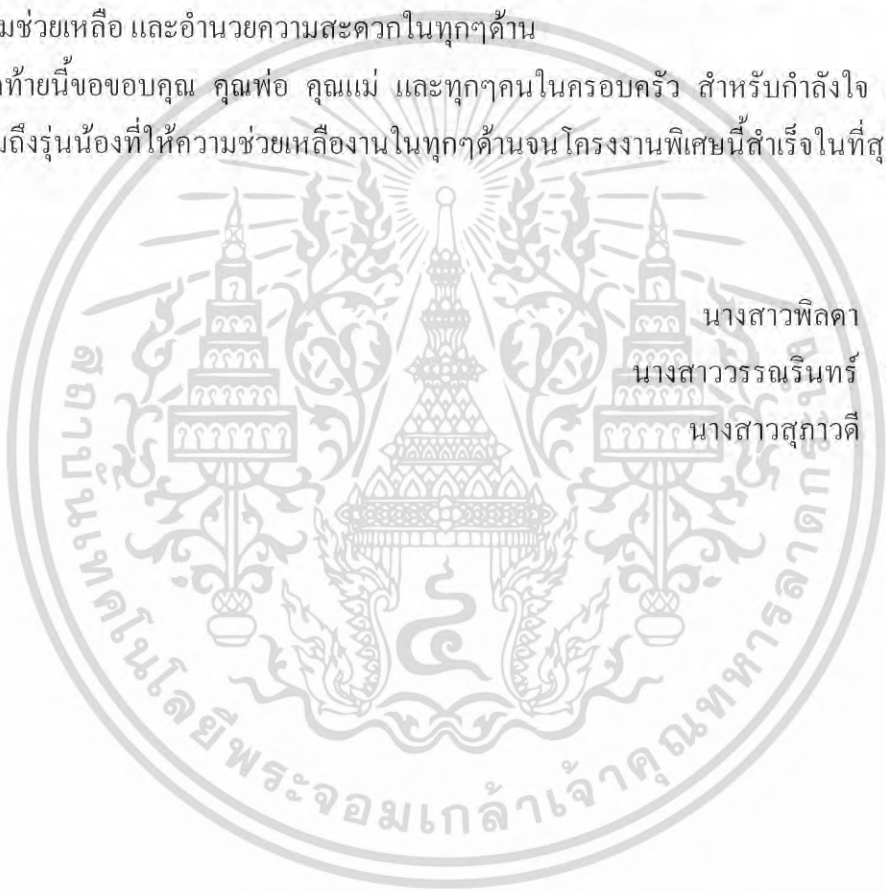 มช่วยเหลือ และอำนวยความสะดวกในทุกๆด้าน
ท้ายนี้ขอขอบคุณ คุณพ่อ คุณแม่ และทุกๆคนในครอบครัว สำหรับกำลังใจ
มถึงรุ่นน้องที่ให้ความช่วยเหลืองานในทุกๆด้านจนโครงงานพิเศษนี้สำเร็จในที่สุ
นางสาวพิลดา
นางสาววรรณรินทร์
นางสาวสุภาวดี
สถาบันเทคโนโลยีพระจอมเกล้าเจ้าคุณทหารลาดกระบัง
๔